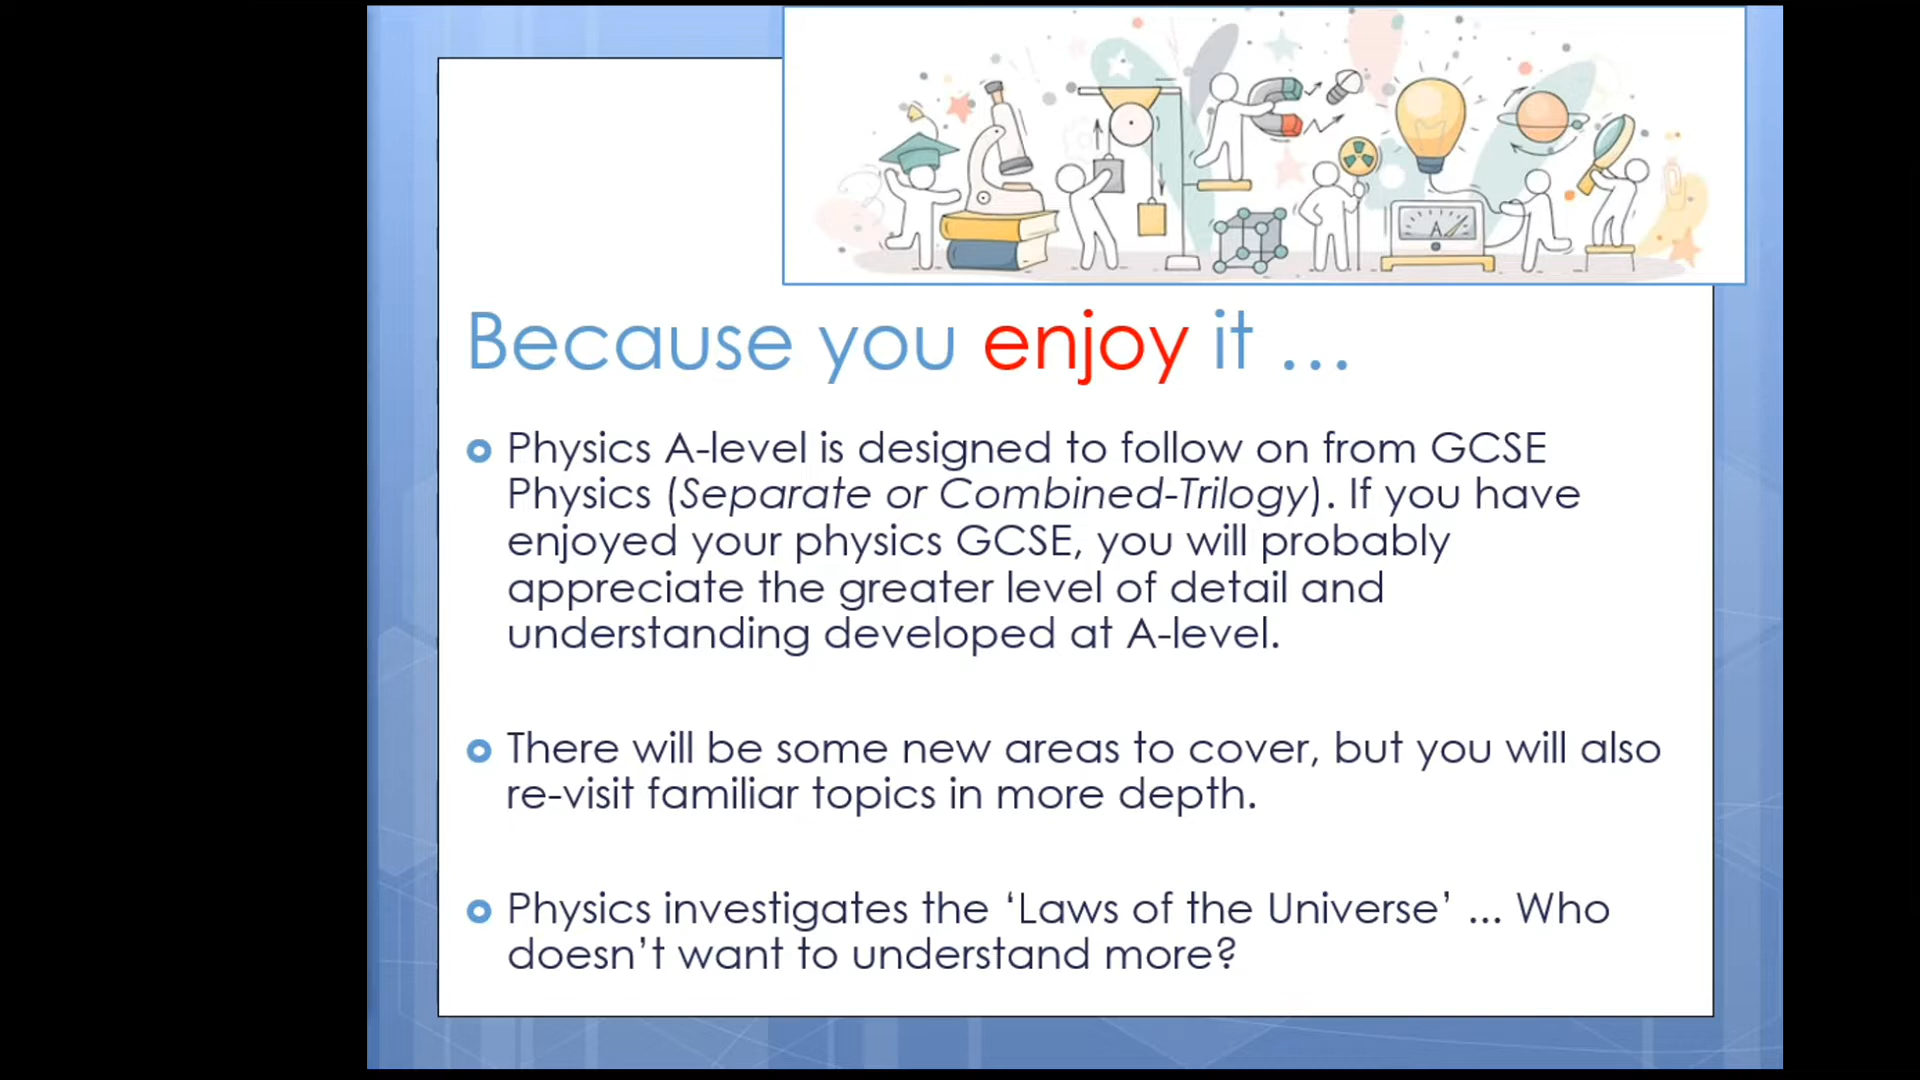 Because you enjoy it ...
Physics A-level is designed to follow on from GCSE
Physics (Separate or Combined-Trilogy). If you have
enjoyed your physics GCSE, you will probably
appreciate the greater level of detail and
understanding developed at A-level.
There will be some new areas to cover, but you will also
re-visit familiar topics in more depth.
Physics investigates the ‘Laws of the Universe’ ... Who
doesn’t want to understand more?
A